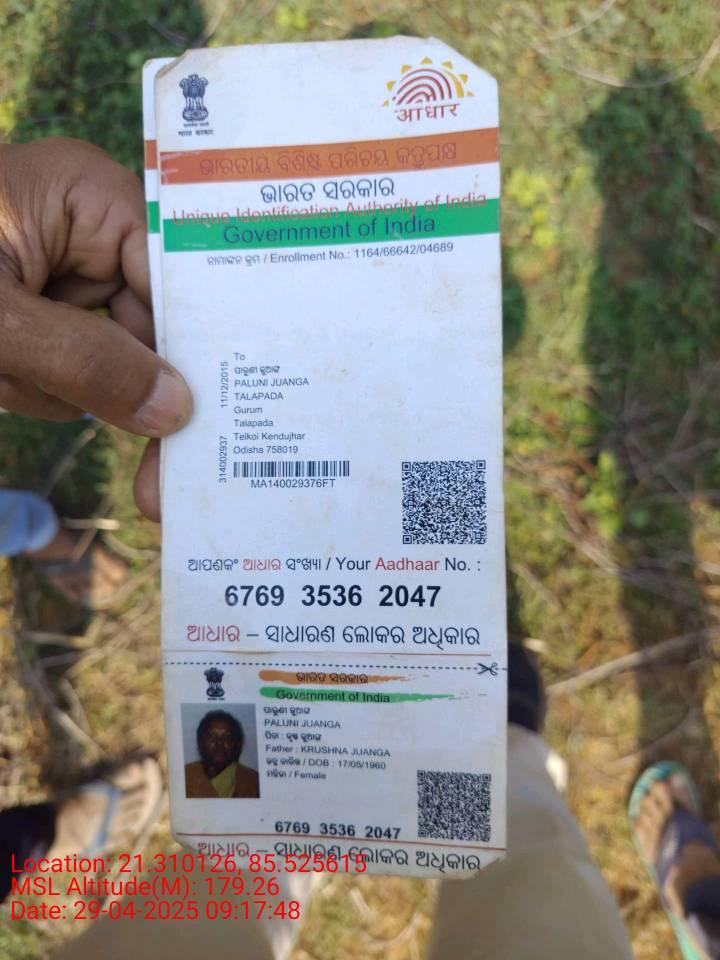 आधार
भारत सरकार
ଭାରତୀୟ ବିଶିଷ୍ଟ ପରିଚୟ କର୍ତ୍ତୃପକ୍ଷ
ଭାରତ ସରକାର
Unique Identification Authority of India
Government of India
ନାମାଙ୍କନ କ୍ରମ / Enrollment No.: 1164/66642/04689
To
ପାଲୁଣୀ ଜୁଆଙ୍ଗ
PALUNI JUANGA
TALAPADA
Gurum
Talapada
Telkoi Kendujhar
Odisha 758019
314002937 11/12/2015
MA140029376FT
ଆପଣଙ୍କ ଆଧାର ସଂଖ୍ୟା / Your Aadhaar No. :
6769 3536 2047
ଆଧାର – ସାଧାରଣ ଲୋକର ଅଧିକାର
ଭାରତ ସରକାର
Government of India
ପାଲୁଣୀ ଜୁଆଙ୍ଗ
PALUNI JUANGA
ପିତା : କୃଷ୍ଣ ଜୁଆଙ୍ଗ
Father : KRUSHNA JUANGA
ଜନ୍ମ ତାରିଖ / DOB : 17/05/1960
ମହିଳା / Female
6769 3536 2047
ଆଧାର – ସାଧାରଣ ଲୋକର ଅଧିକାର
Location: 21.310126, 85.525615
MSL Altitude(M): 179.26
Date: 29-04-2025 09:17:48